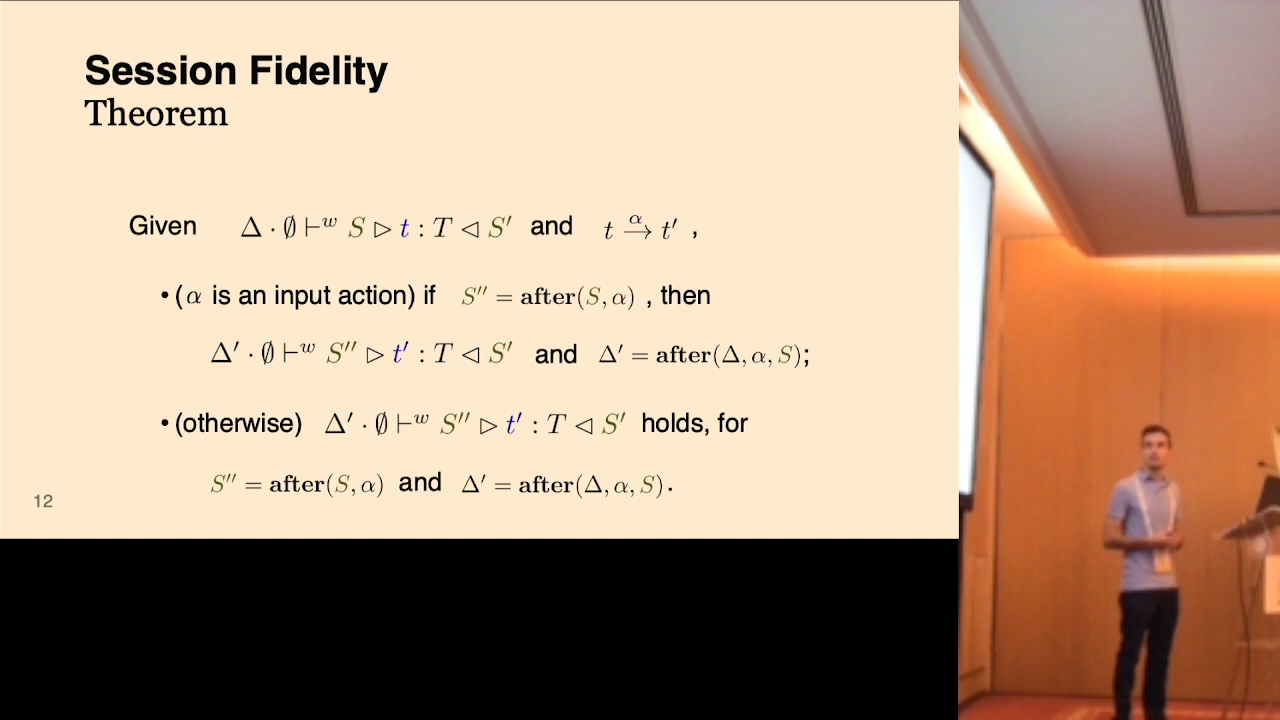 Session Fidelity
Theorem
Given Δ · ∅ ⊢ʷ S ▷ t : T ◁ S′ and t —α→ t′ ,
• (α is an input action) if S″ = after(S, α) , then
Δ′ · ∅ ⊢ʷ S″ ▷ t′ : T ◁ S′ and Δ′ = after(Δ, α, S);
• (otherwise) Δ′ · ∅ ⊢ʷ S″ ▷ t′ : T ◁ S′ holds, for
S″ = after(S, α) and Δ′ = after(Δ, α, S).
12